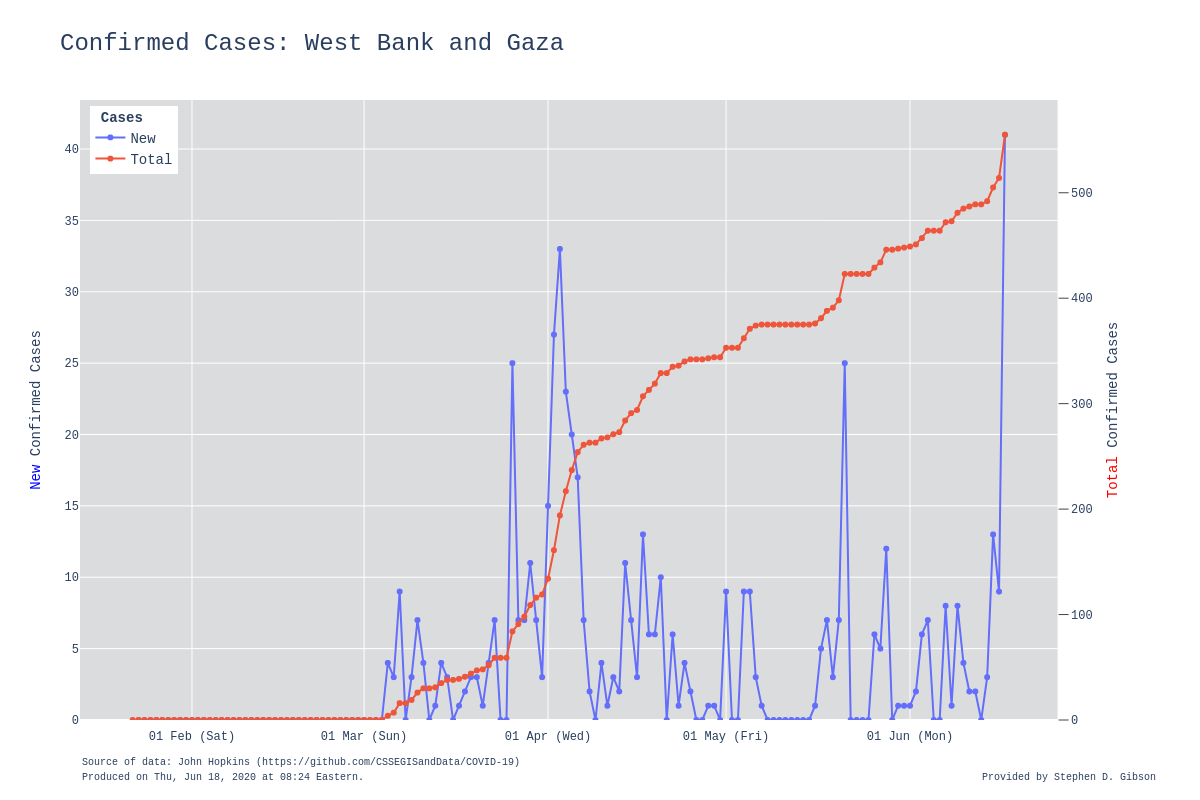 Confirmed Cases: West Bank and Gaza
Cases
New
Total
40
35
30
25
20
15
10
5
0
500
400
300
200
100
0
New Confirmed Cases
Total Confirmed Cases
01 Feb (Sat)
01 Mar (Sun)
01 Apr (Wed)
01 May (Fri)
01 Jun (Mon)
Source of data: John Hopkins (https://github.com/CSSEGISandData/COVID-19)
Produced on Thu, Jun 18, 2020 at 08:24 Eastern.
Provided by Stephen D. Gibson